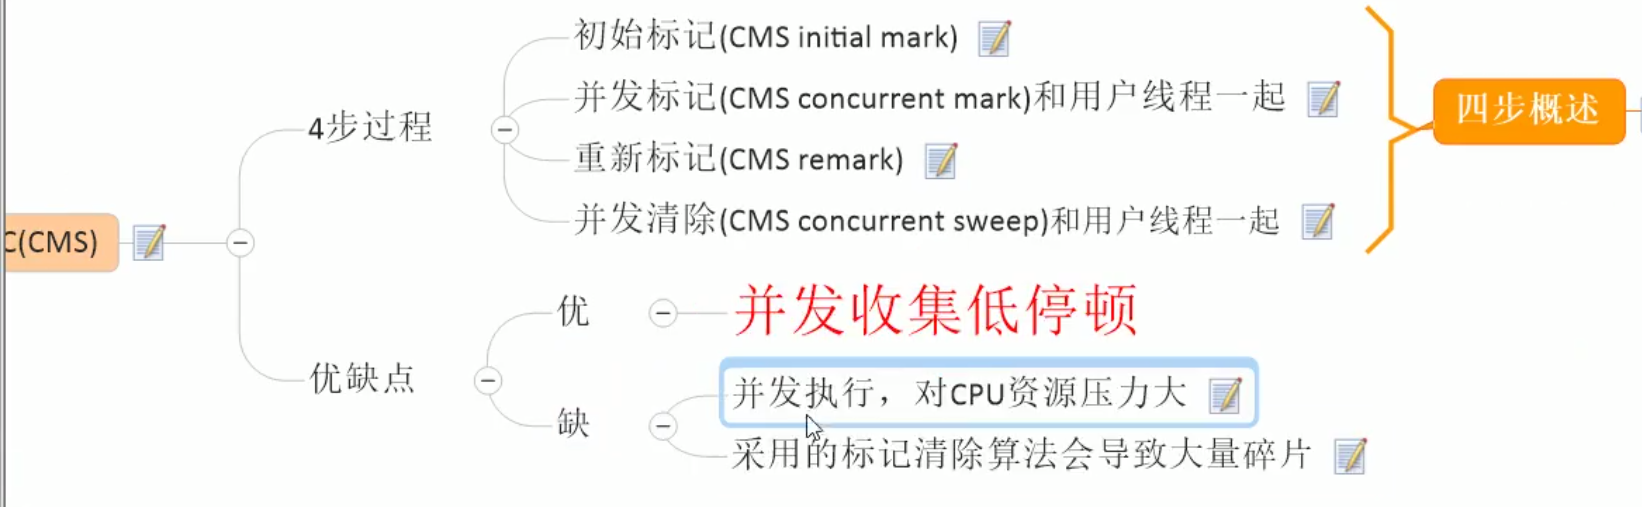 C(CMS)
4步过程
初始标记(CMS initial mark)
并发标记(CMS concurrent mark)和用户线程一起
重新标记(CMS remark)
并发清除(CMS concurrent sweep)和用户线程一起
四步概述
优缺点
优
并发收集低停顿
缺
并发执行，对CPU资源压力大
采用的标记清除算法会导致大量碎片